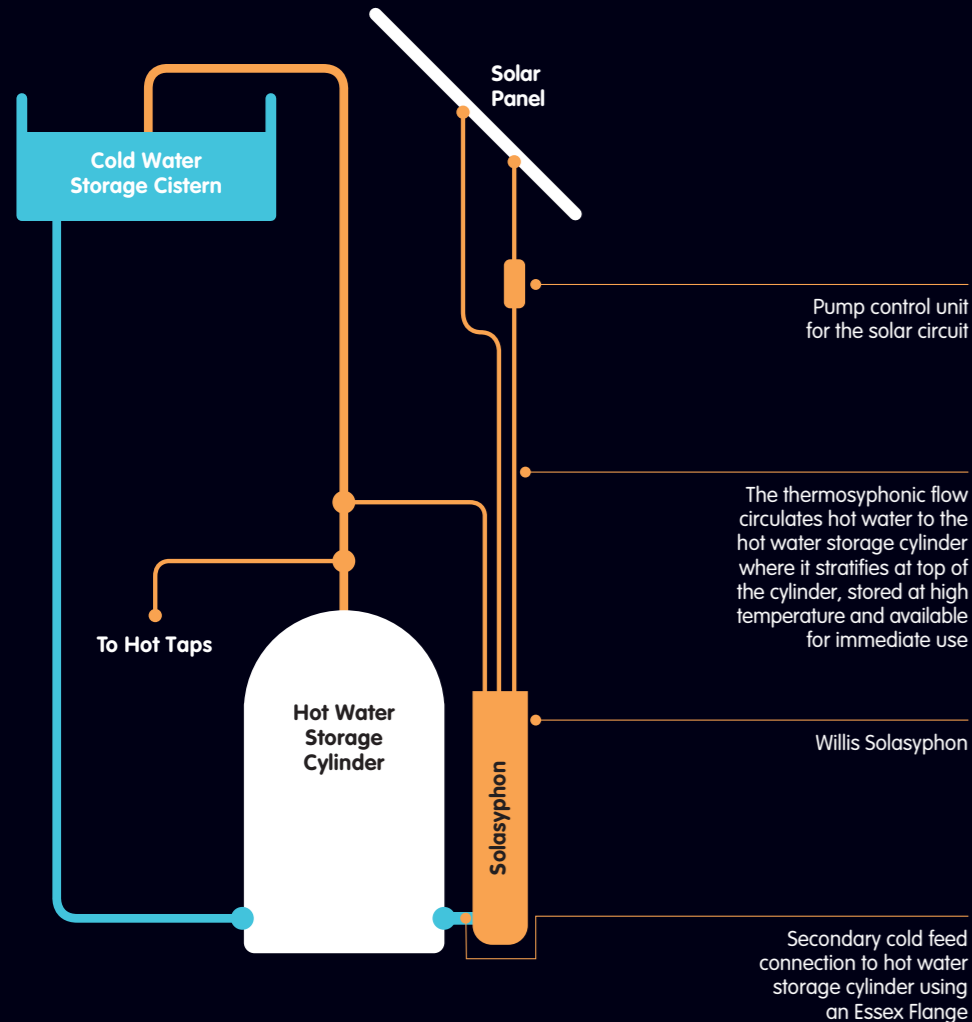 Solar
Panel
Cold Water
Storage Cistern
Pump control unit
for the solar circuit
The thermosyphonic flow
circulates hot water to the
hot water storage cylinder
where it stratifies at top of
the cylinder, stored at high
temperature and available
for immediate use
To Hot Taps
Hot Water
Storage
Cylinder
Willis Solasyphon
Solasyphon
Secondary cold feed
connection to hot water
storage cylinder using
an Essex Flange